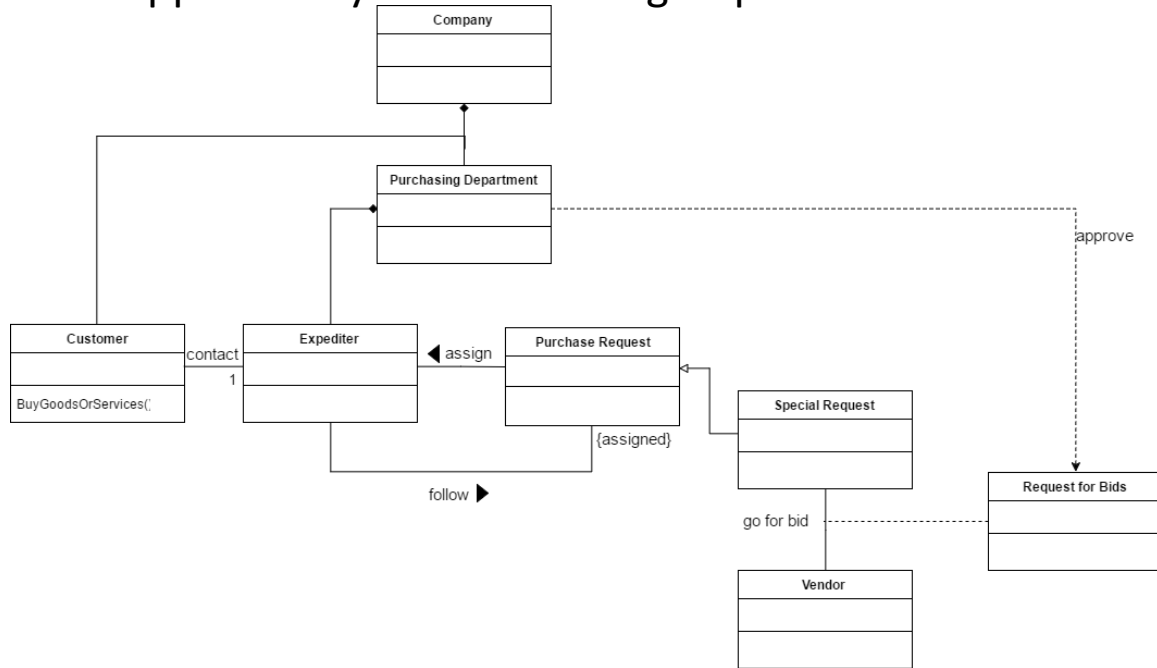 Company
Purchasing Department
approve
Customer
Expediter
Purchase Request
contact
assign
1
BuyGoodsOrServices()
Special Request
{assigned}
follow
Request for Bids
go for bid
Vendor